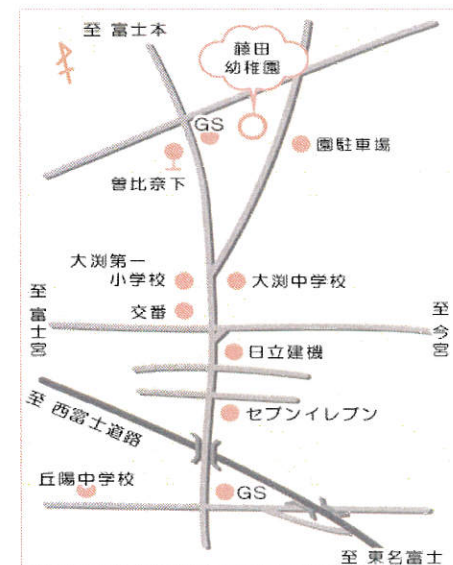 至 富士本
藤田
幼稚園
GS
園駐車場
曽比奈下
大渕第一
小学校
大渕中学校
交番
至 富士宮
至 今宮
日立建機
至 西富士道路
セブンイレブン
丘陽中学校
GS
至 東名富士